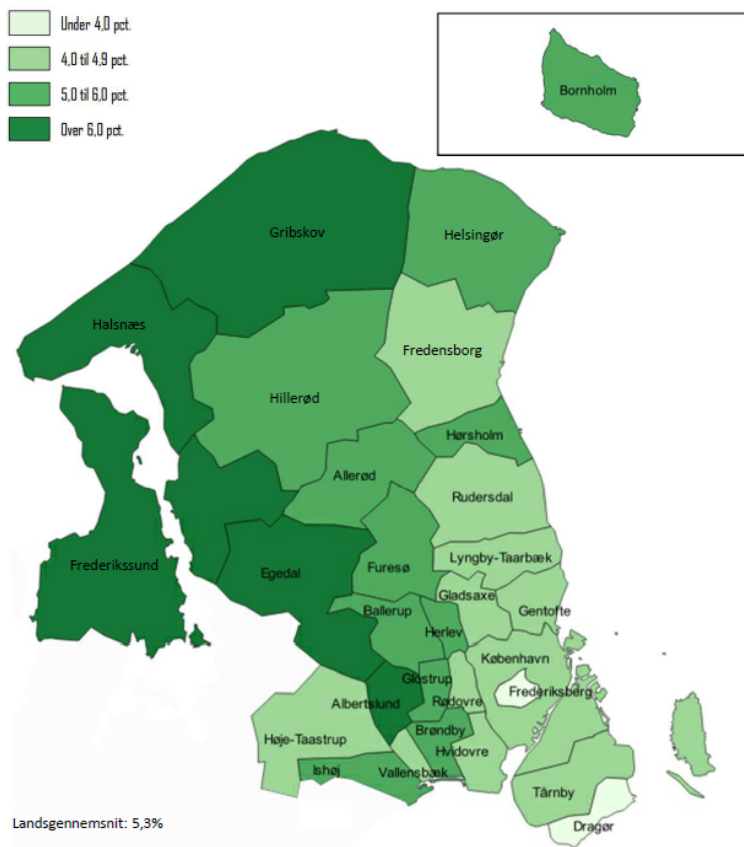 Under 4,0 pct.
4,0 til 4,9 pct.
5,0 til 6,0 pct.
Over 6,0 pct.
Bornholm
Gribskov
Helsingør
Halsnæs
Fredensborg
Hillerød
Hørsholm
Allerød
Rudersdal
Frederikssund
Egedal
Furesø
Lyngby-Taarbæk
Gladsaxe
Gentofte
Ballerup
Herlev
København
Glostrup
Frederiksberg
Albertslund
Rødovre
Høje-Taastrup
Brøndby
Hvidovre
Ishøj
Vallensbæk
Tårnby
Dragør
Landsgennemsnit: 5,3%